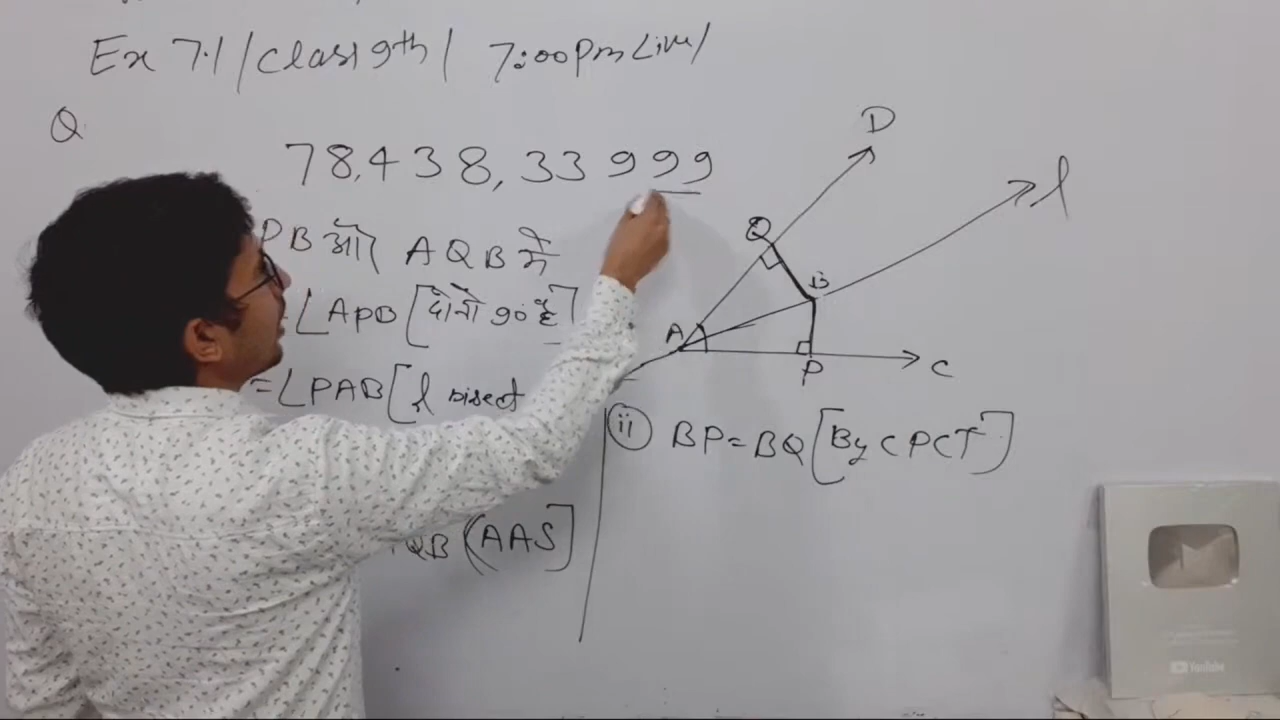 Ex 7.1/class 9th/ 7:00Pm Live/
Q
78,438,33999
PB और AQB में
∠APB [दोनों 90° है]
=∠PAB [l bisect
QB (AAS]
D
l
Q
B
A
P
C
ii BP=BQ [By CPCT]
YouTube